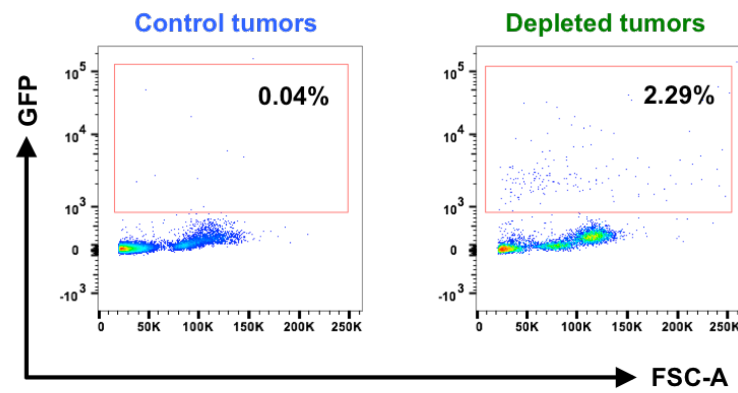 Control tumors
Depleted tumors
GFP
10^5
10^4
10^3
0
-10^3
0.04%
0 50K 100K 150K 200K 250K
10^5
10^4
10^3
0
-10^3
2.29%
0 50K 100K 150K 200K 250K
FSC-A